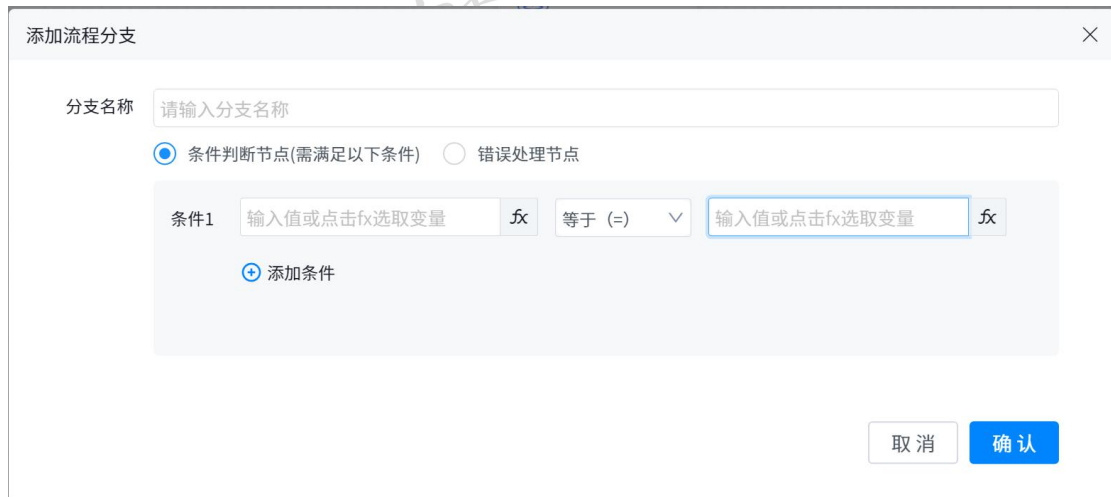 添加流程分支
分支名称 请输入分支名称
条件判断节点(需满足以下条件) 错误处理节点
条件1 输入值或点击fx选取变量 fx 等于 (=) 输入值或点击fx选取变量 fx
添加条件
取消 确认